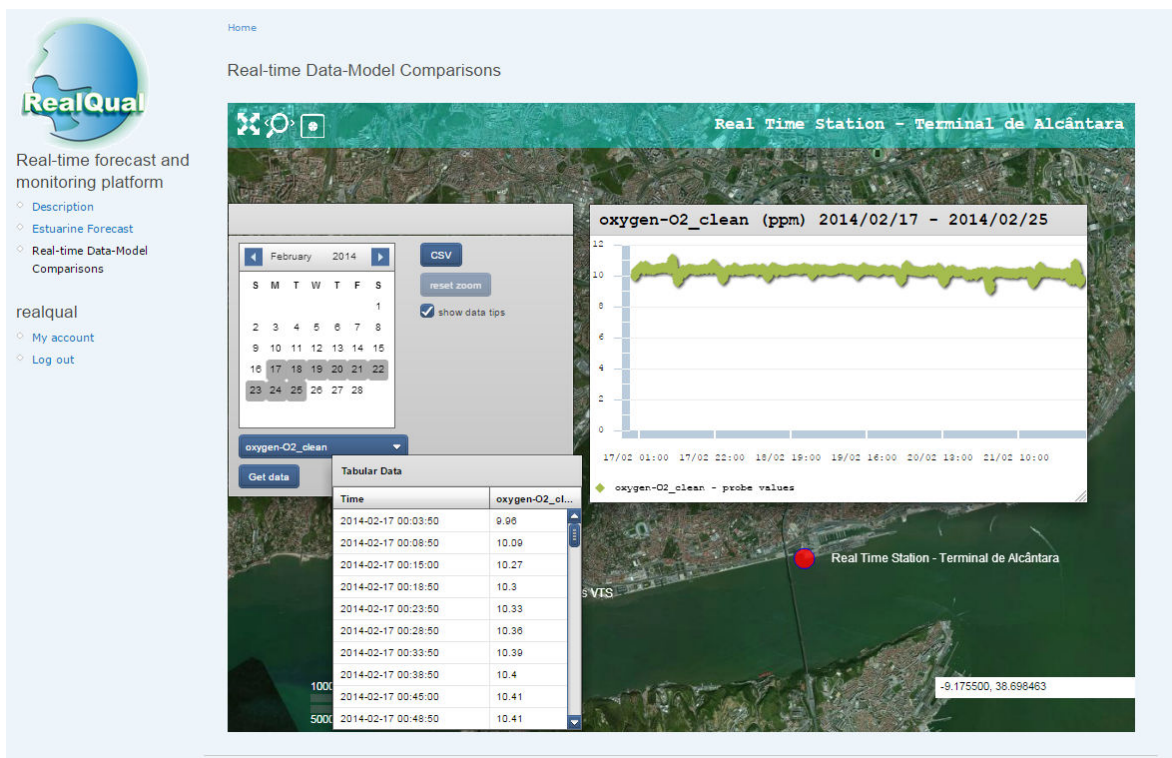 RealQual
Real-time forecast and
monitoring platform
Description
Estuarine Forecast
Real-time Data-Model
Comparisons
realqual
My account
Log out
Home
Real-time Data-Model Comparisons
Real Time Station - Terminal de Alcântara
February 2014
S M T W T F S
1
2 3 4 5 6 7 8
9 10 11 12 13 14 15
16 17 18 19 20 21 22
23 24 25 26 27 28
CSV
reset zoom
show data tips
oxygen-O2_clean
Get data
Tabular Data
Time oxygen-O2_cl...
2014-02-17 00:03:50 9.96
2014-02-17 00:08:50 10.09
2014-02-17 00:15:00 10.27
2014-02-17 00:18:50 10.3
2014-02-17 00:23:50 10.33
2014-02-17 00:28:50 10.36
2014-02-17 00:33:50 10.39
2014-02-17 00:38:50 10.4
2014-02-17 00:45:00 10.41
2014-02-17 00:48:50 10.41
oxygen-O2_clean (ppm) 2014/02/17 - 2014/02/25
12
10
8
6
4
2
0
17/02 01:00 17/02 22:00 18/02 19:00 19/02 16:00 20/02 13:00 21/02 10:00
oxygen-O2_clean - probe values
Real Time Station - Terminal de Alcântara
s VTS
1000
5000
-9.175500, 38.698463